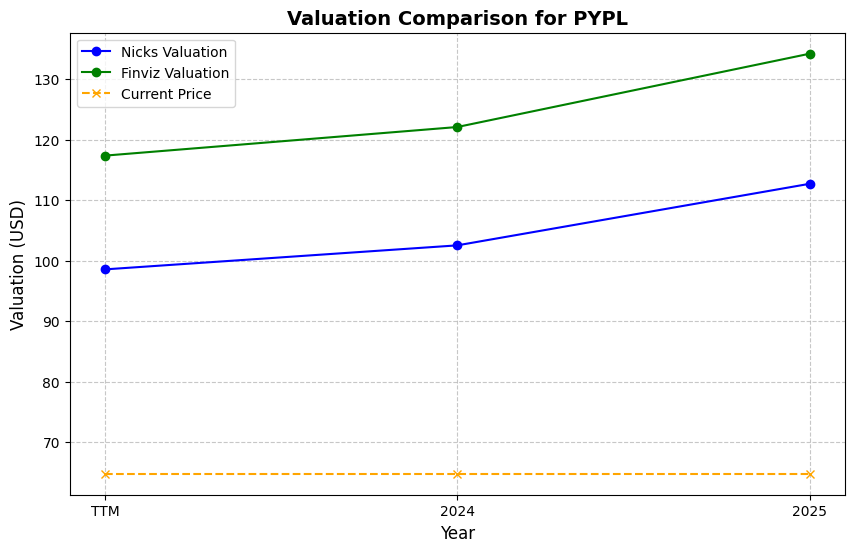 Valuation Comparison for PYPL
Nicks Valuation
Finviz Valuation
Current Price
Valuation (USD)
130
120
110
100
90
80
70
TTM
2024
2025
Year